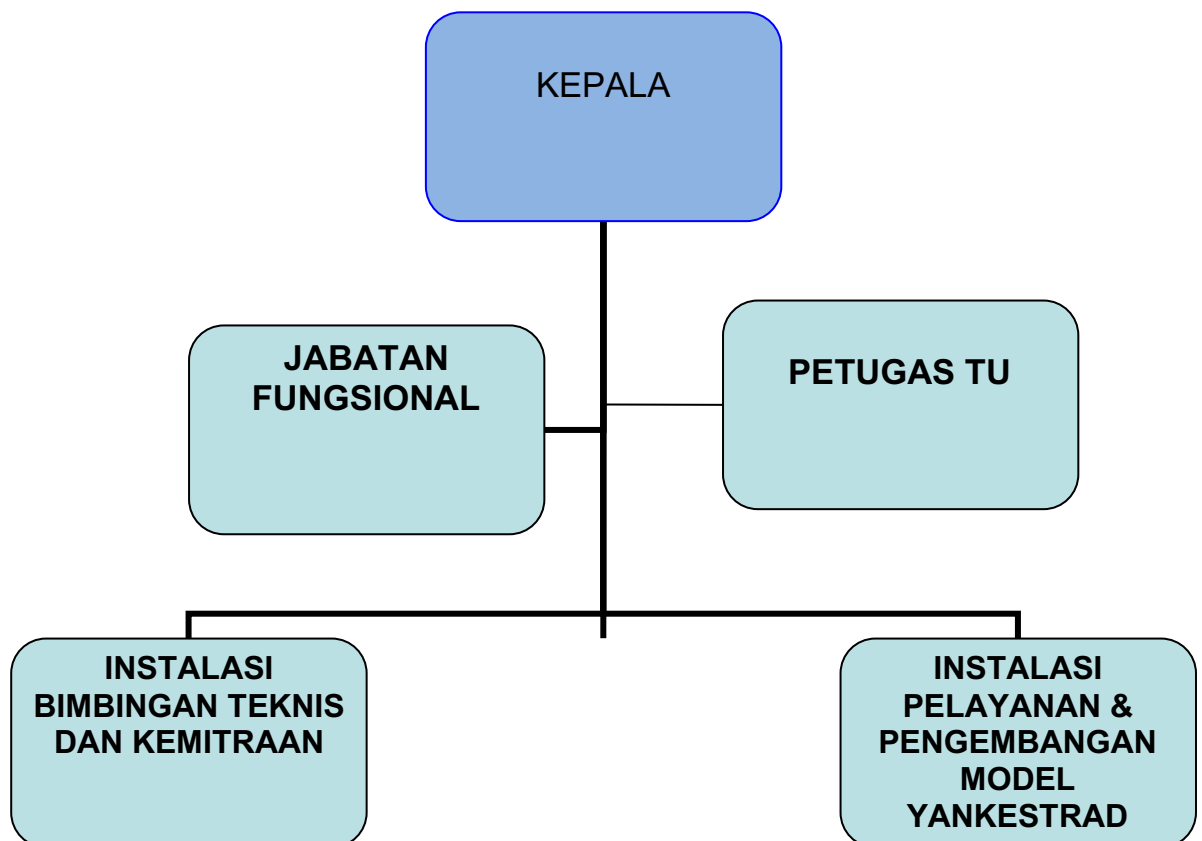 KEPALA
JABATAN
FUNGSIONAL
PETUGAS TU
INSTALASI
BIMBINGAN TEKNIS
DAN KEMITRAAN
INSTALASI
PELAYANAN &
PENGEMBANGAN
MODEL
YANKESTRAD